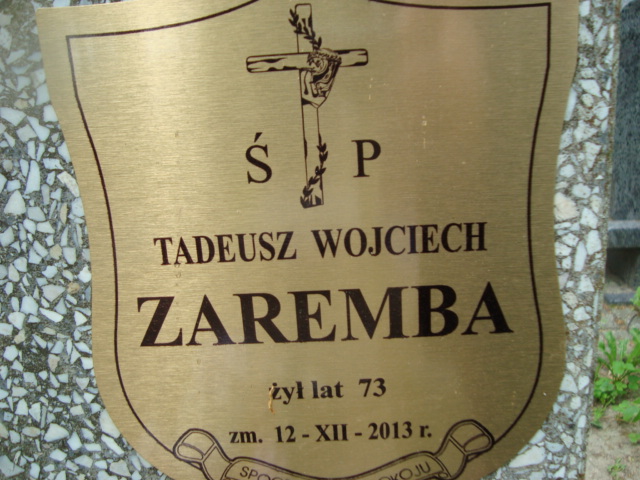 Ś P
TADEUSZ WOJCIECH
ZAREMBA
żył lat 73
zm. 12 - XII - 2013 r.